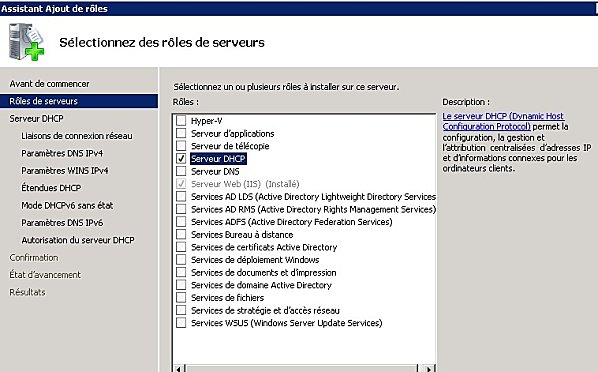 Assistant Ajout de rôles
Sélectionnez des rôles de serveurs
Avant de commencer
Rôles de serveurs
Serveur DHCP
Liaisons de connexion réseau
Paramètres DNS IPv4
Paramètres WINS IPv4
Étendues DHCP
Mode DHCPv6 sans état
Paramètres DNS IPv6
Autorisation du serveur DHCP
Confirmation
État d'avancement
Résultats
Sélectionnez un ou plusieurs rôles à installer sur ce serveur.
Rôles :
Hyper-V
Serveur d'applications
Serveur de télécopie
Serveur DHCP
Serveur DNS
Serveur Web (IIS) (Installé)
Services AD LDS (Active Directory Lightweight Directory Services
Services AD RMS (Active Directory Rights Management Services)
Services ADFS (Active Directory Federation Services)
Services Bureau à distance
Services de certificats Active Directory
Services de déploiement Windows
Services de documents et d'impression
Services de domaine Active Directory
Services de fichiers
Services de stratégie et d'accès réseau
Services WSUS (Windows Server Update Services)
Description :
Le serveur DHCP (Dynamic Host
Configuration Protocol) permet la
configuration, la gestion et
l'attribution centralisées d'adresses IP
et d'informations connexes pour les
ordinateurs clients.